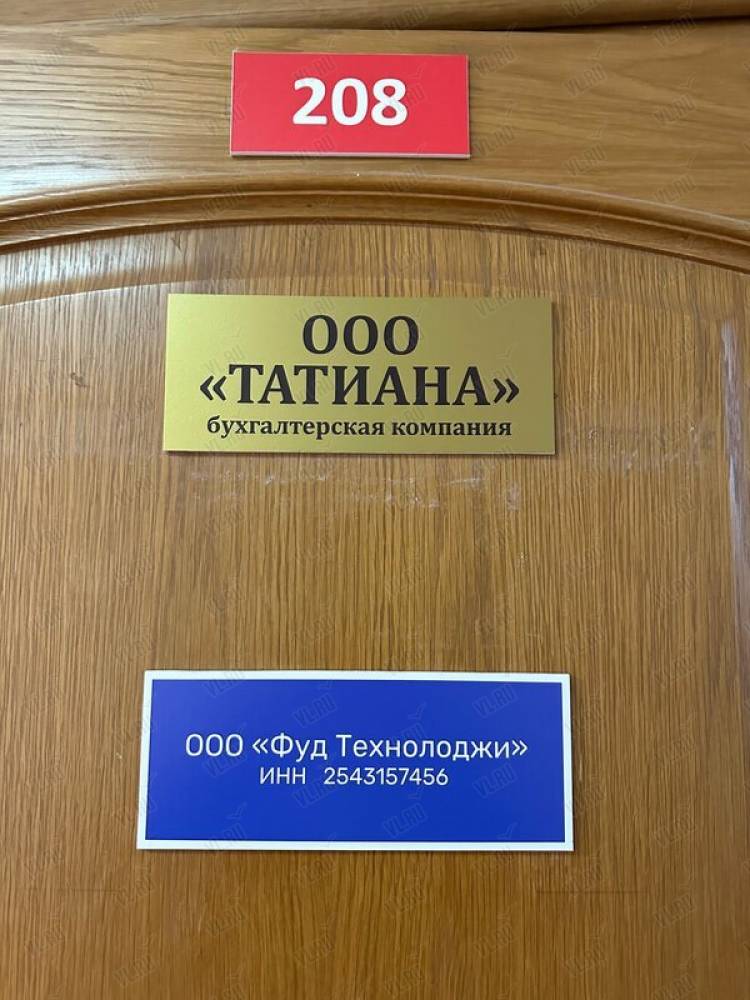 208
ООО
«ТАТИАНА»
бухгалтерская компания
ООО «Фуд Технолоджи»
ИНН 2543157456